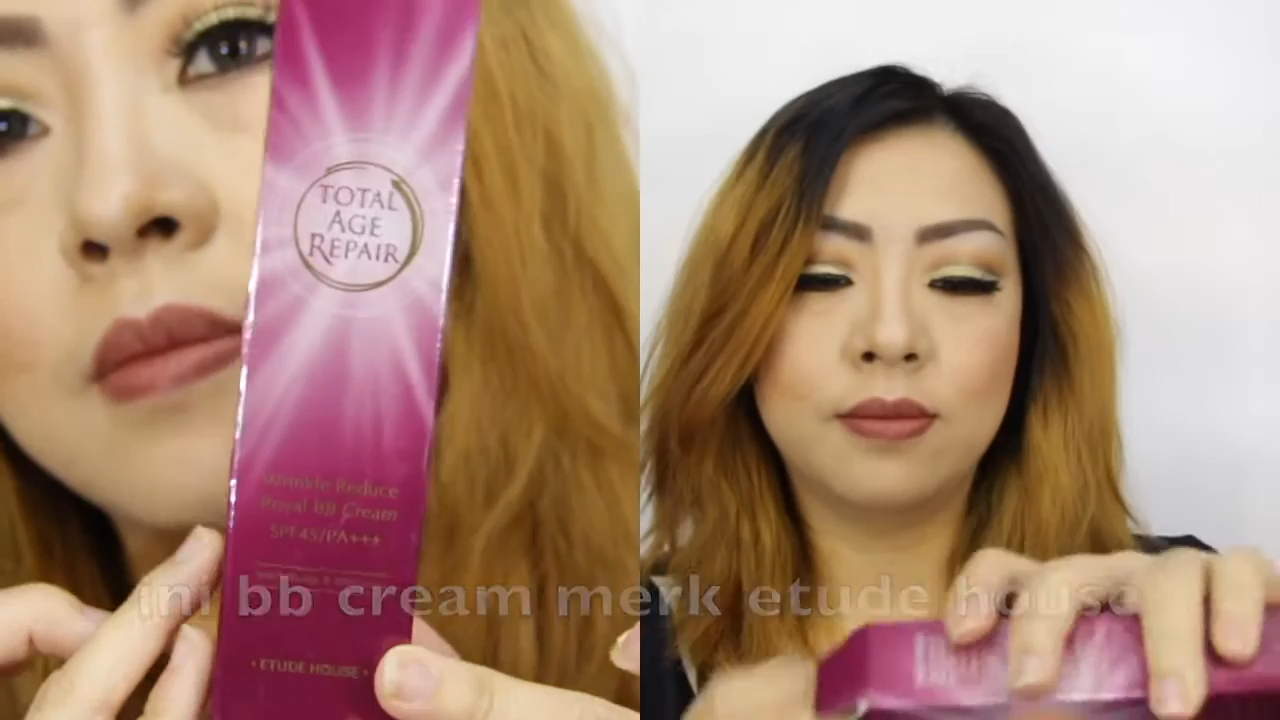 TOTAL
AGE
REPAIR
Wrinkle Reduce
Royal BB Cream
SPF45/PA+++
• ETUDE HOUSE •
ini bb cream merk etude house